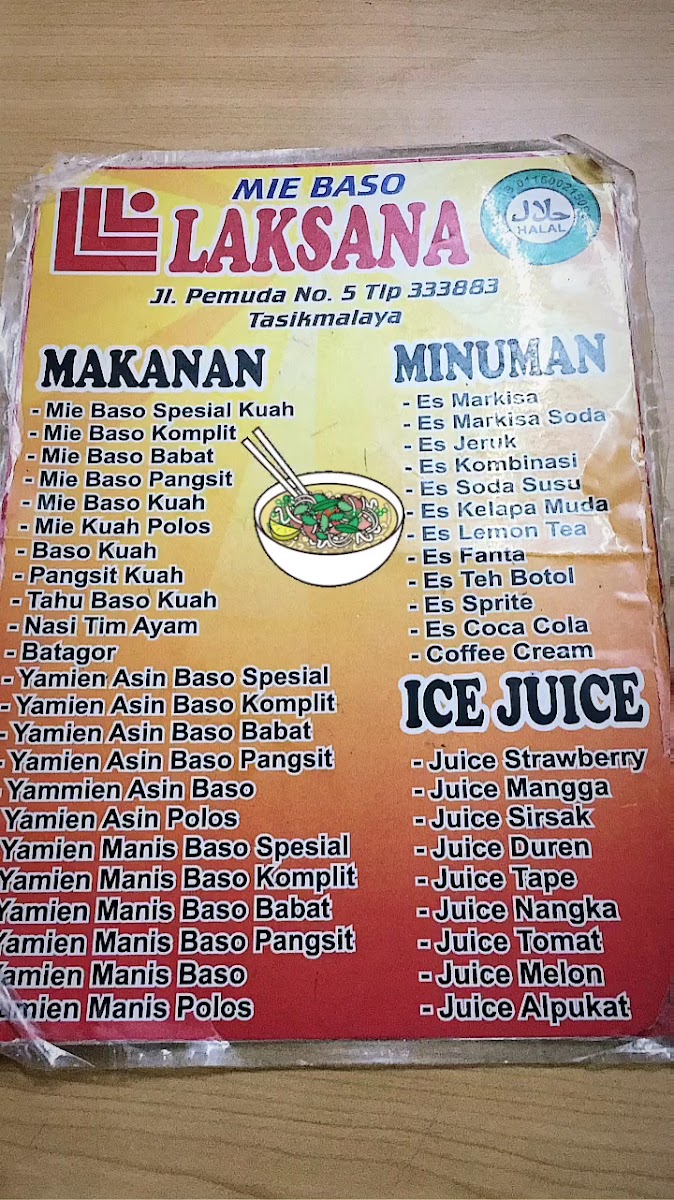 MIE BASO
LAKSANA
حلال
HALAL
Jl. Pemuda No. 5 Tlp 333883
Tasikmalaya
MAKANAN
- Mie Baso Spesial Kuah
- Mie Baso Komplit
- Mie Baso Babat
- Mie Baso Pangsit
- Mie Baso Kuah
- Mie Kuah Polos
- Baso Kuah
- Pangsit Kuah
- Tahu Baso Kuah
- Nasi Tim Ayam
- Batagor
- Yamien Asin Baso Spesial
- Yamien Asin Baso Komplit
- Yamien Asin Baso Babat
- Yamien Asin Baso Pangsit
Yammien Asin Baso
Yamien Asin Polos
Yamien Manis Baso Spesial
Yamien Manis Baso Komplit
Yamien Manis Baso Babat
Yamien Manis Baso Pangsit
Yamien Manis Baso
amien Manis Polos
MINUMAN
- Es Markisa
- Es Markisa Soda
- Es Jeruk
- Es Kombinasi
- Es Soda Susu
- Es Kelapa Muda
- Es Lemon Tea
- Es Fanta
- Es Teh Botol
- Es Sprite
- Es Coca Cola
- Coffee Cream
ICE JUICE
- Juice Strawberry
- Juice Mangga
- Juice Sirsak
- Juice Duren
- Juice Tape
- Juice Nangka
- Juice Tomat
- Juice Melon
- Juice Alpukat